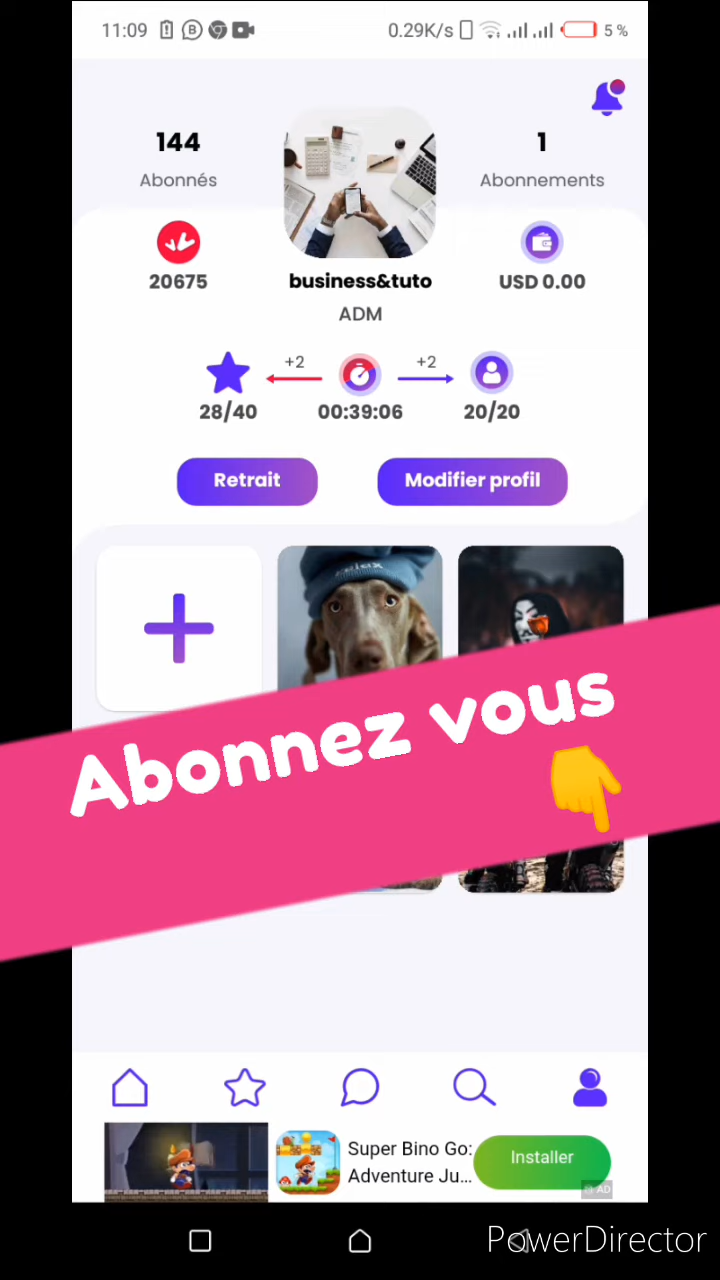 11:09 0.29K/s 5 %
144
Abonnés
1
Abonnements
20675
business&tuto
USD 0.00
ADM
+2 +2
28/40 00:39:06 20/20
Retrait Modifier profil
Abonnez vous
Super Bino Go:
Adventure Ju...
Installer
AD
PowerDirector